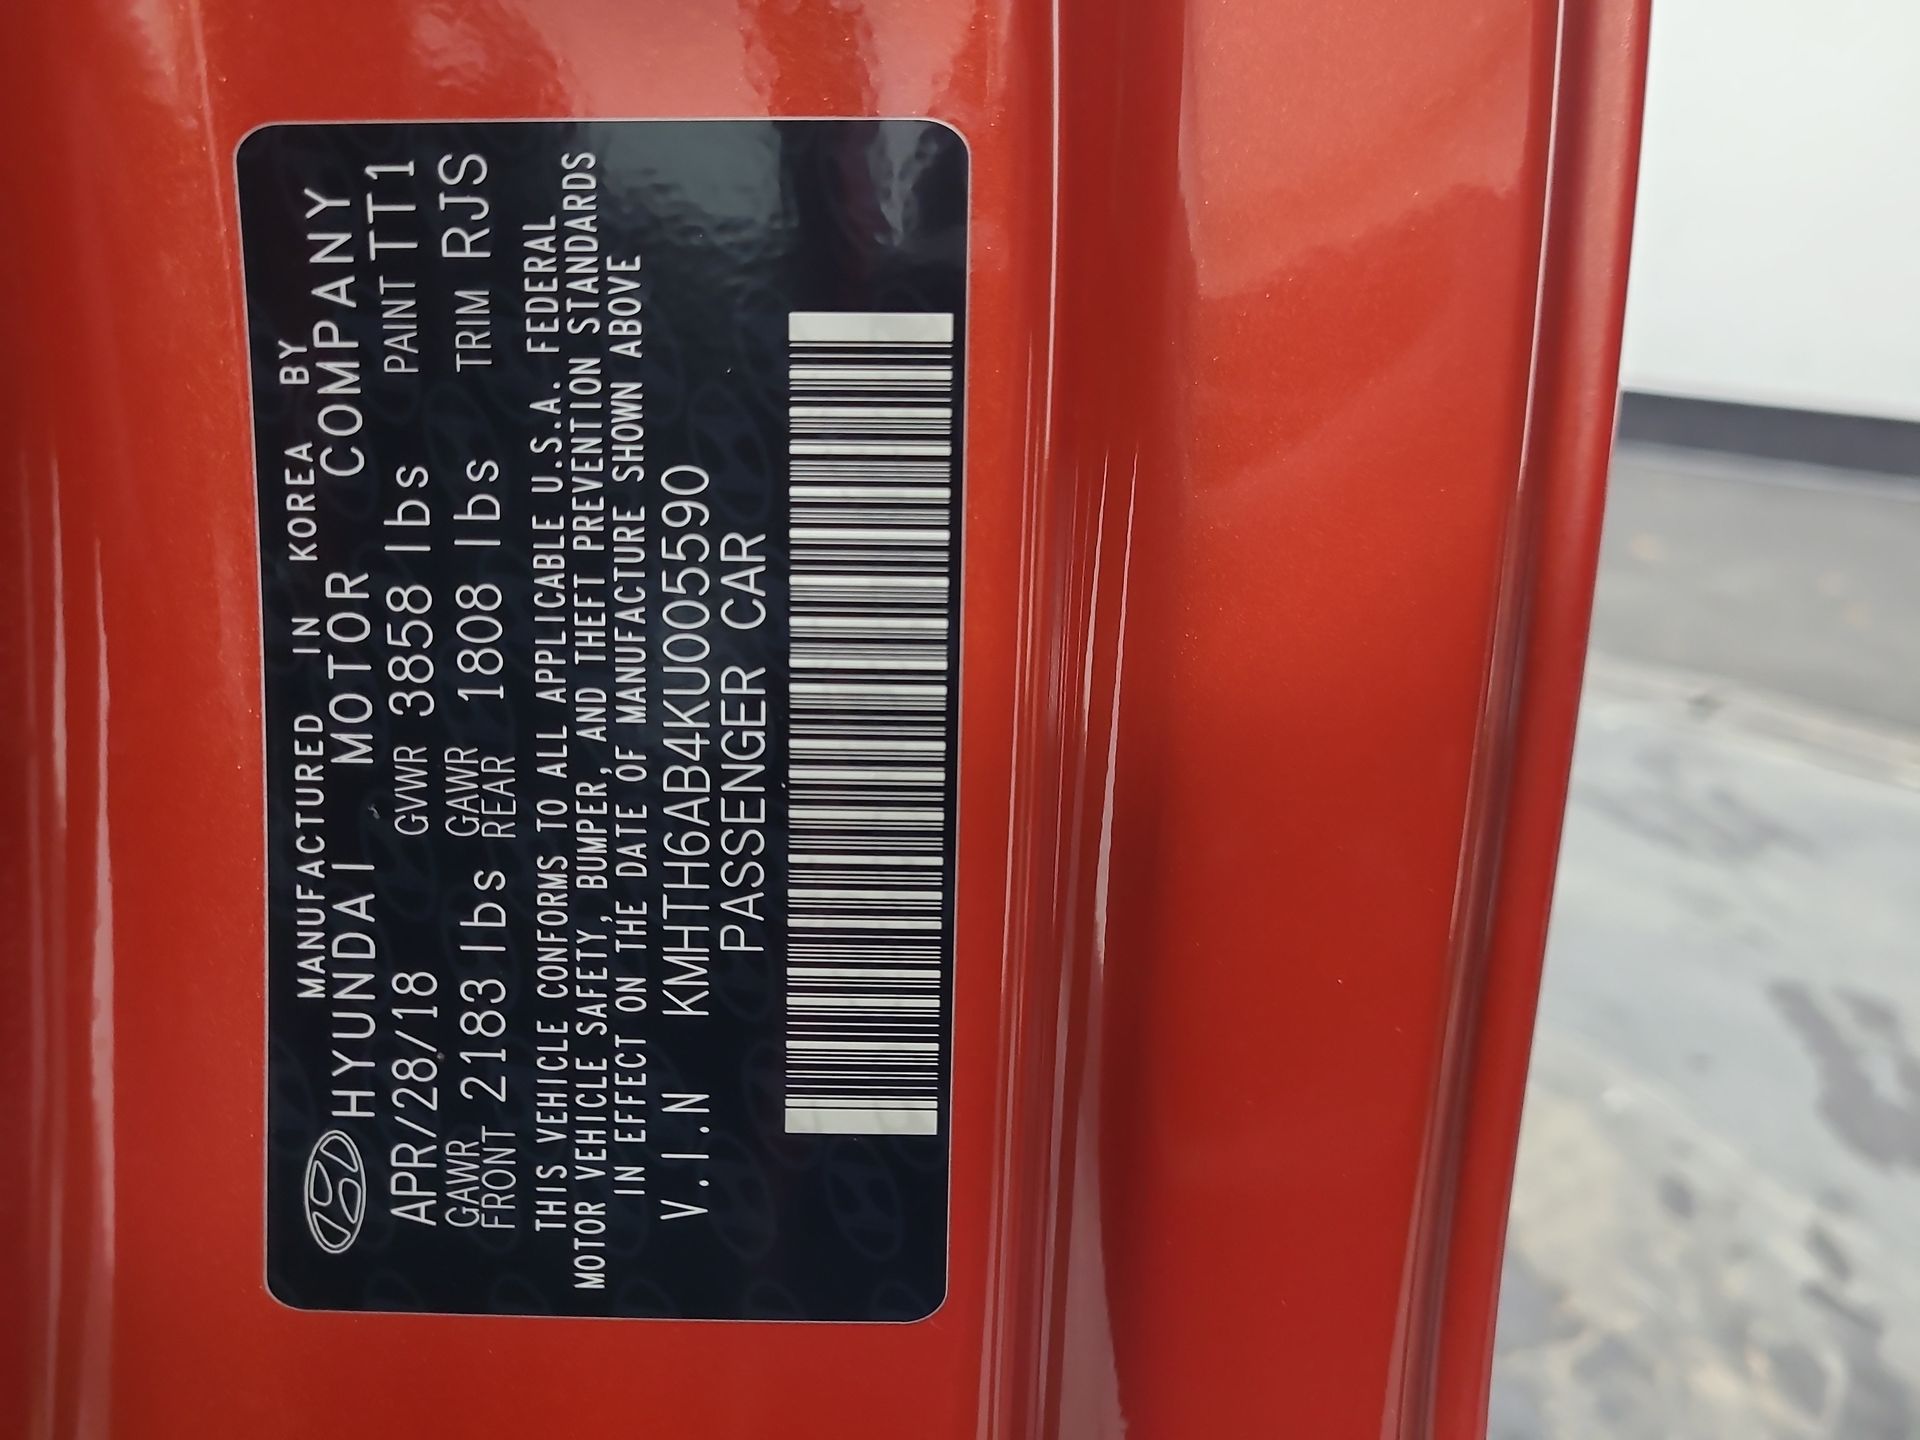 MANUFACTURED IN KOREA BY
HYUNDAI MOTOR COMPANY
APR/28/18 GVWR 3858 lbs PAINT TT1
GAWR FRONT 2183 lbs GAWR REAR 1808 lbs TRIM RJS
THIS VEHICLE CONFORMS TO ALL APPLICABLE U.S.A. FEDERAL
MOTOR VEHICLE SAFETY, BUMPER, AND THEFT PREVENTION STANDARDS
IN EFFECT ON THE DATE OF MANUFACTURE SHOWN ABOVE
V.I.N KMHTH6AB4KU005590
PASSENGER CAR